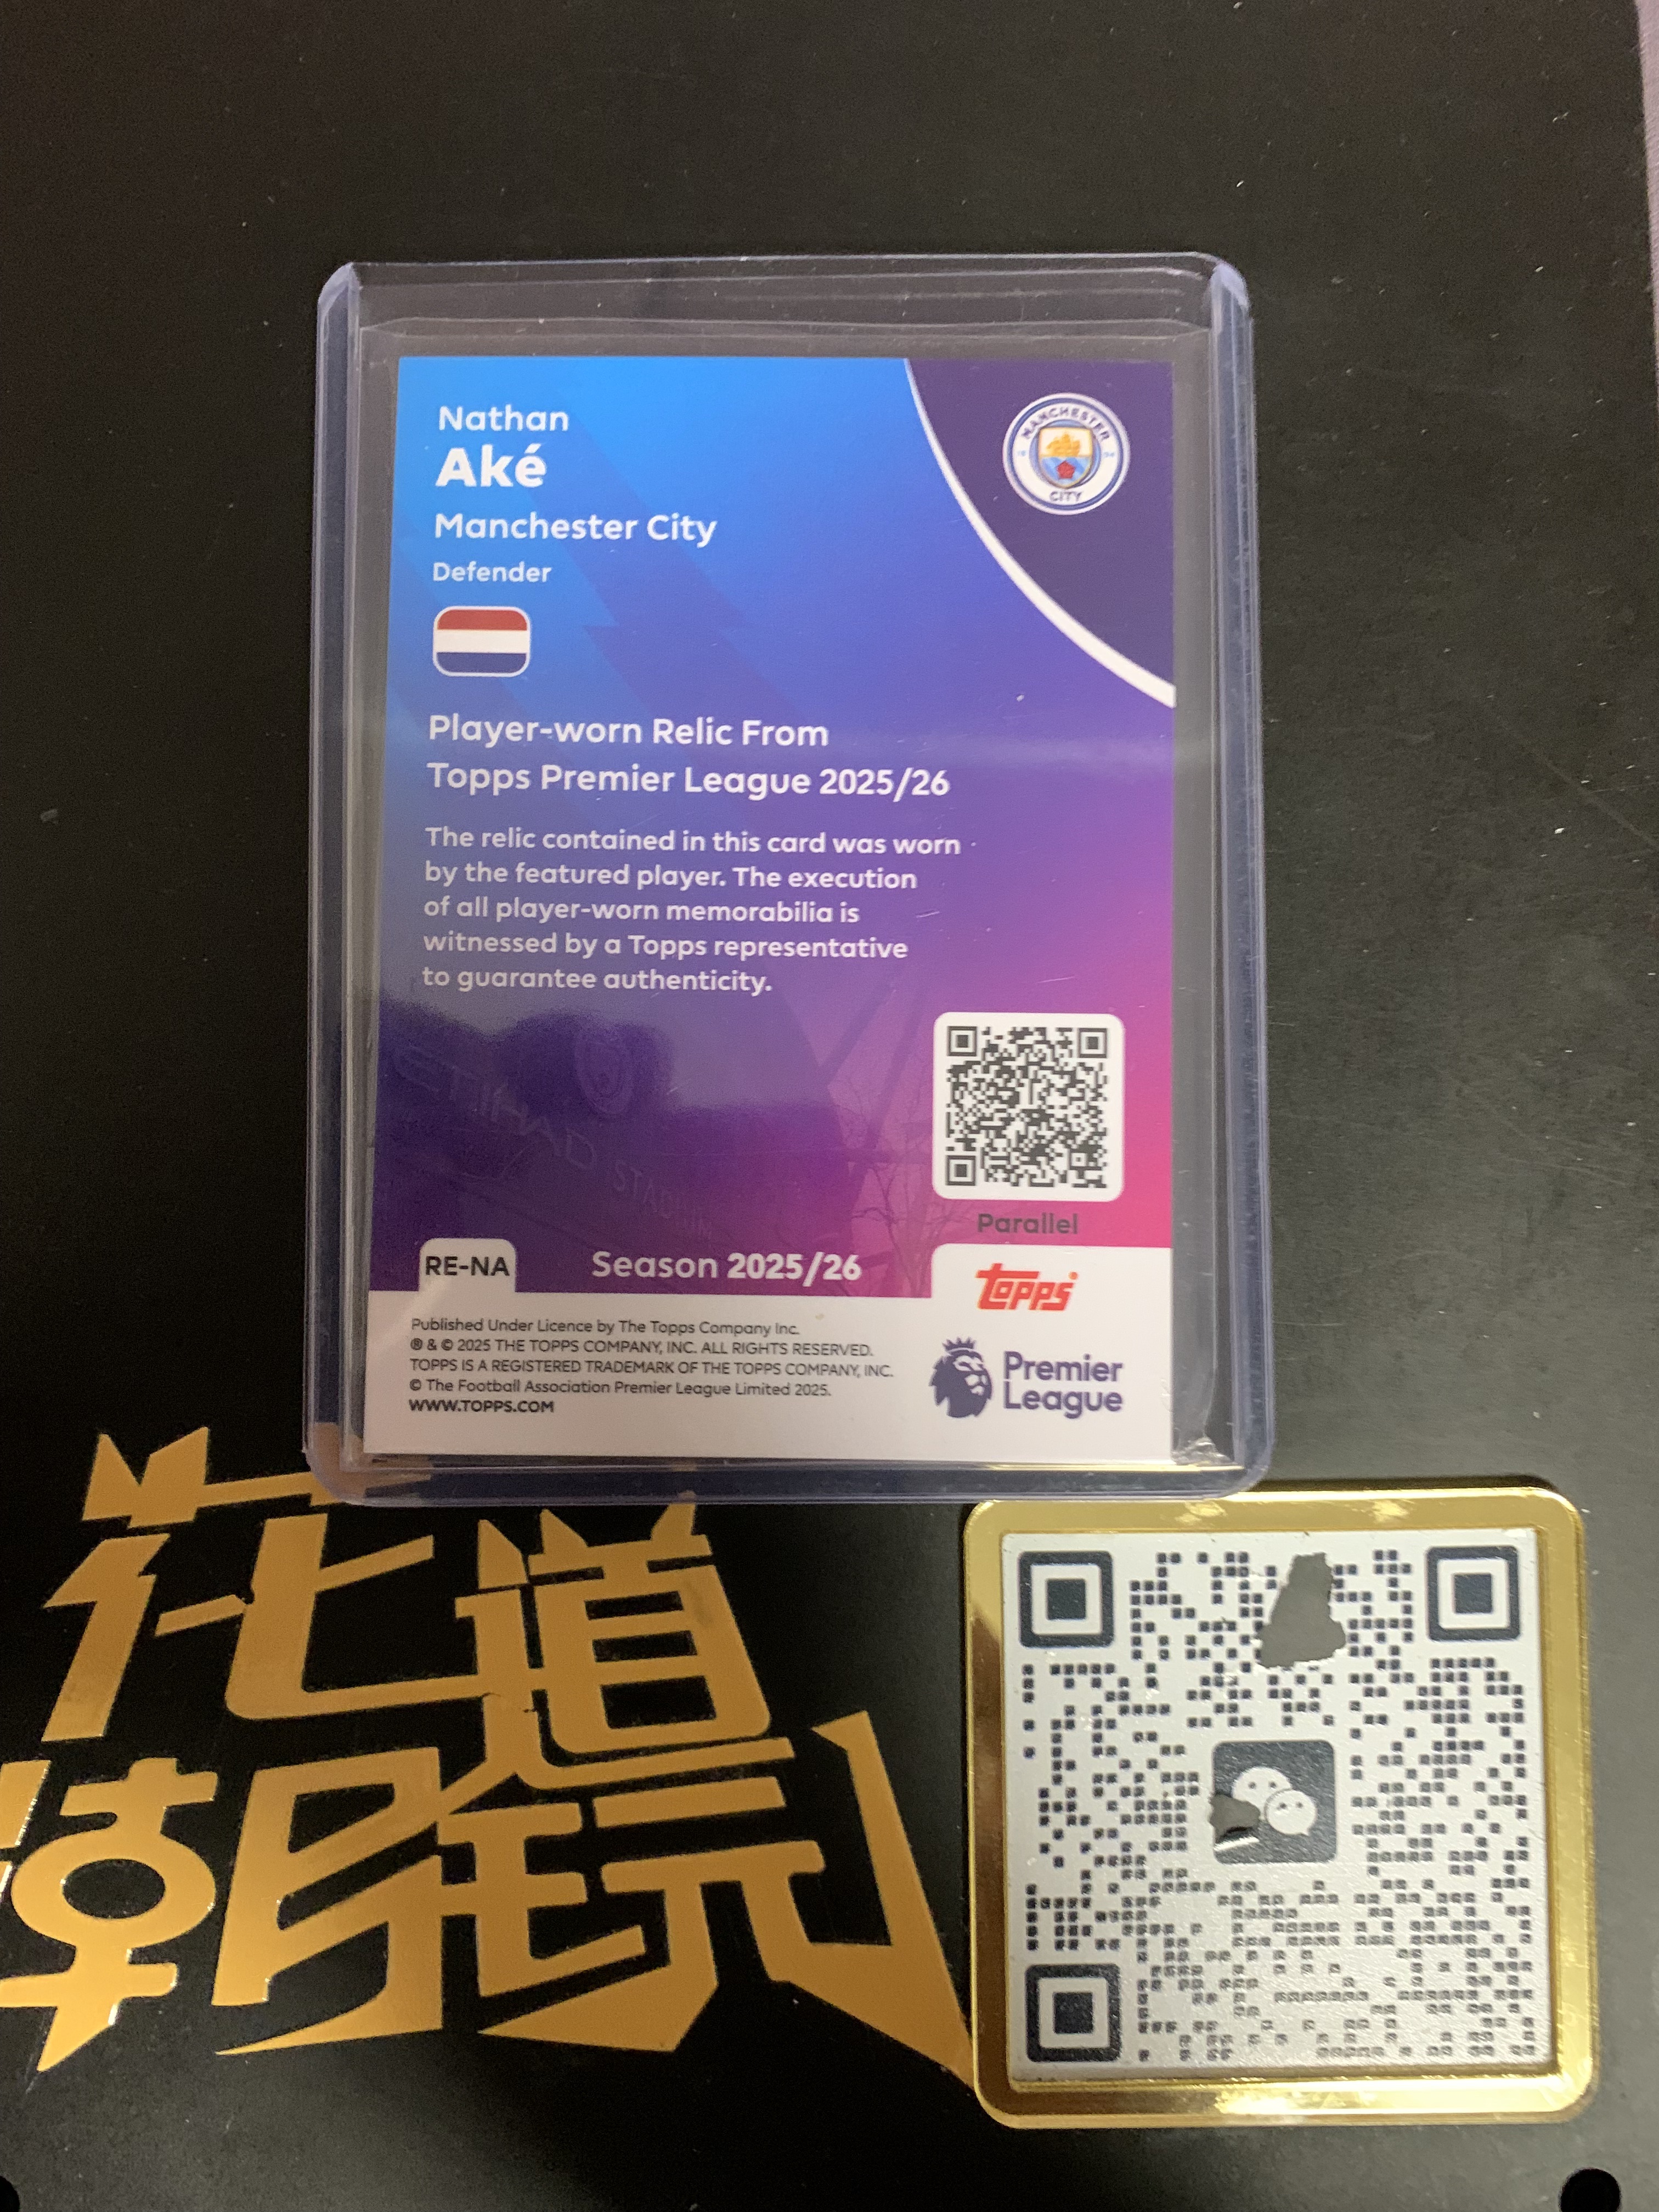 Nathan
Aké
Manchester City
Defender
MANCHESTER
CITY
Player-worn Relic From
Topps Premier League 2025/26
The relic contained in this card was worn
by the featured player. The execution
of all player-worn memorabilia is
witnessed by a Topps representative
to guarantee authenticity.
ETIHAD
STADIUM
Parallel
RE-NA
Season 2025/26
topps
Published Under Licence by The Topps Company Inc.
® & © 2025 THE TOPPS COMPANY, INC. ALL RIGHTS RESERVED.
TOPPS IS A REGISTERED TRADEMARK OF THE TOPPS COMPANY, INC.
© The Football Association Premier League Limited 2025.
WWW.TOPPS.COM
Premier
League
花道
潮玩